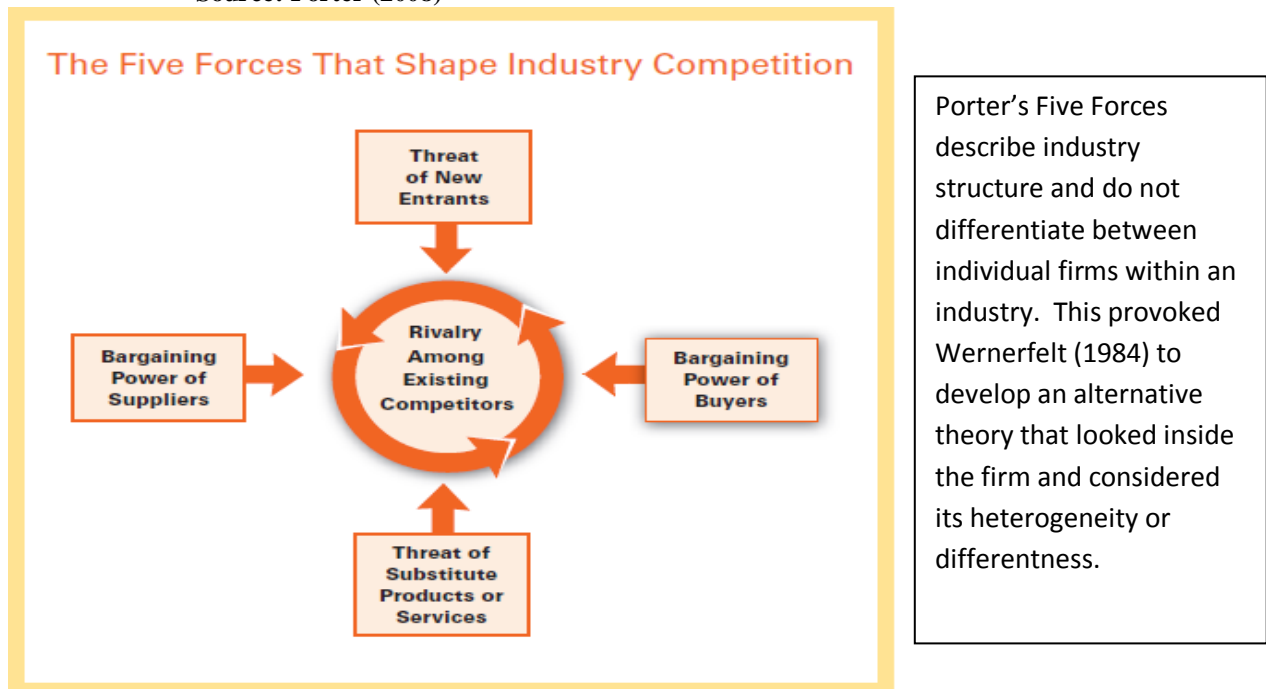 Source: Porter (2008)
The Five Forces That Shape Industry Competition
Threat
of New
Entrants
Bargaining
Power of
Suppliers
Rivalry
Among
Existing
Competitors
Bargaining
Power of
Buyers
Threat of
Substitute
Products or
Services
Porter’s Five Forces
describe industry
structure and do not
differentiate between
individual firms within an
industry.  This provoked
Wernerfelt (1984) to
develop an alternative
theory that looked inside
the firm and considered
its heterogeneity or
differentness.